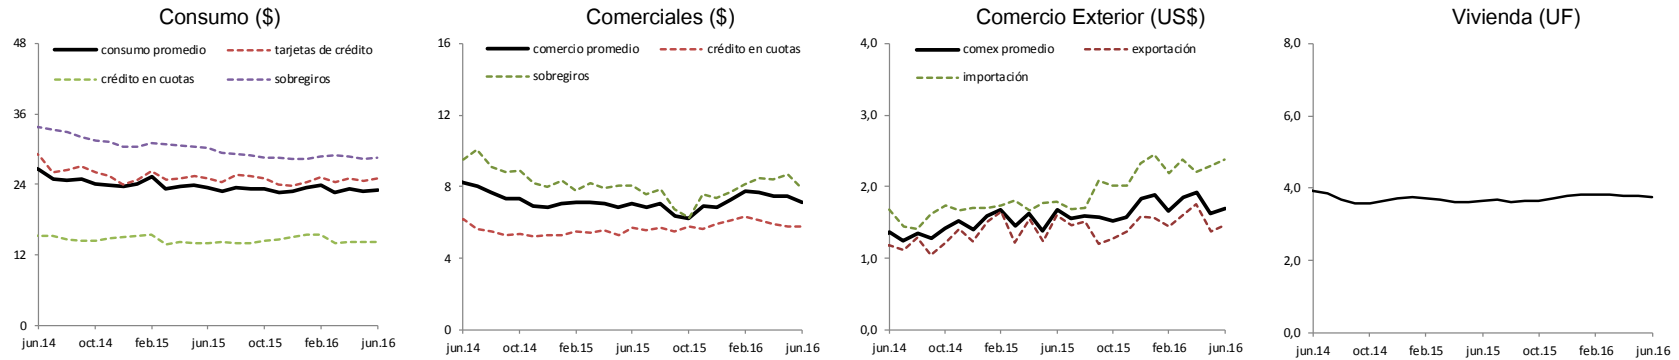 Consumo ($)
48
36
24
12
0
consumo promedio
tarjetas de crédito
crédito en cuotas
sobregiros
jun.14
oct.14
feb.15
jun.15
oct.15
feb.16
jun.16
Comerciales ($)
16
12
8
4
0
comercio promedio
crédito en cuotas
sobregiros
jun.14
oct.14
feb.15
jun.15
oct.15
feb.16
jun.16
Comercio Exterior (US$)
4,0
3,0
2,0
1,0
0,0
comex promedio
exportación
importación
jun.14
oct.14
feb.15
jun.15
oct.15
feb.16
jun.16
Vivienda (UF)
8,0
6,0
4,0
2,0
0,0
jun.14
oct.14
feb.15
jun.15
oct.15
feb.16
jun.16